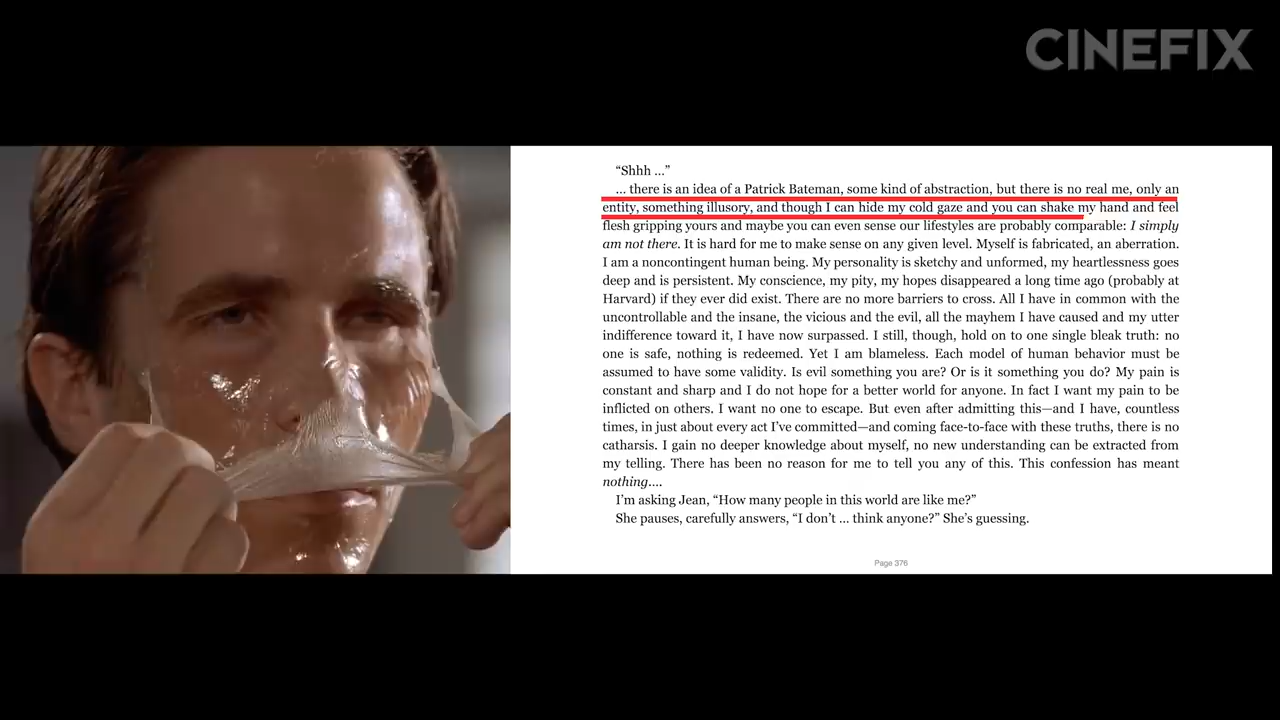 CINEFIX
“Shhh ...”
... there is an idea of a Patrick Bateman, some kind of abstraction, but there is no real me, only an
entity, something illusory, and though I can hide my cold gaze and you can shake my hand and feel
flesh gripping yours and maybe you can even sense our lifestyles are probably comparable: I simply
am not there. It is hard for me to make sense on any given level. Myself is fabricated, an aberration.
I am a noncontingent human being. My personality is sketchy and unformed, my heartlessness goes
deep and is persistent. My conscience, my pity, my hopes disappeared a long time ago (probably at
Harvard) if they ever did exist. There are no more barriers to cross. All I have in common with the
uncontrollable and the insane, the vicious and the evil, all the mayhem I have caused and my utter
indifference toward it, I have now surpassed. I still, though, hold on to one single bleak truth: no
one is safe, nothing is redeemed. Yet I am blameless. Each model of human behavior must be
assumed to have some validity. Is evil something you are? Or is it something you do? My pain is
constant and sharp and I do not hope for a better world for anyone. In fact I want my pain to be
inflicted on others. I want no one to escape. But even after admitting this—and I have, countless
times, in just about every act I’ve committed—and coming face-to-face with these truths, there is no
catharsis. I gain no deeper knowledge about myself, no new understanding can be extracted from
my telling. There has been no reason for me to tell you any of this. This confession has meant
nothing....
I’m asking Jean, “How many people in this world are like me?”
She pauses, carefully answers, “I don’t ... think anyone?” She’s guessing.
Page 376